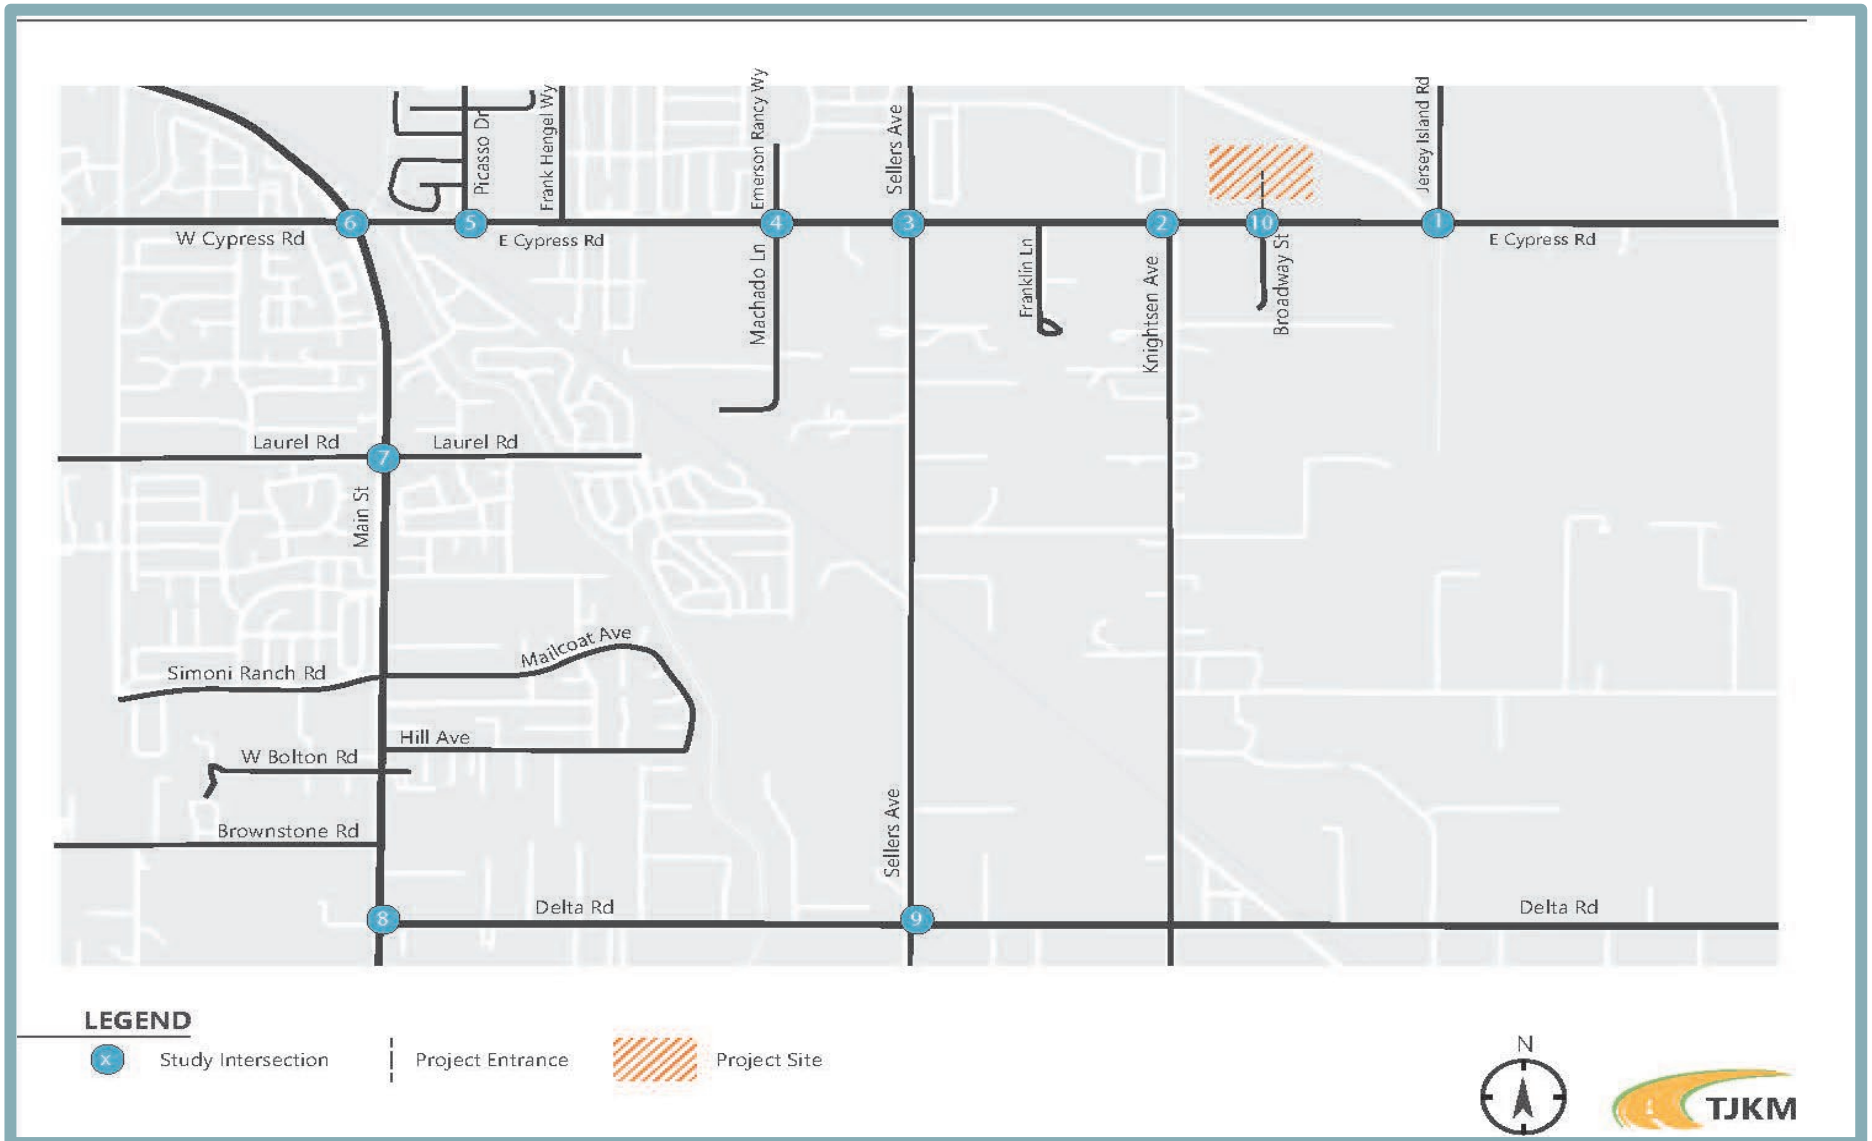 Picasso Dr
Frank Hengel Wy
Emerson Rancy Wy
Sellers Ave
Jersey Island Rd
6
5
4
3
2
10
1
W Cypress Rd
E Cypress Rd
E Cypress Rd
Machado Ln
Franklin Ln
Knightsen Ave
Broadway St
Laurel Rd
Laurel Rd
7
Main St
Mailcoat Ave
Simoni Ranch Rd
Hill Ave
W Bolton Rd
Brownstone Rd
Sellers Ave
Delta Rd
Delta Rd
8
9
LEGEND
x Study Intersection
Project Entrance
Project Site
N
TJKM